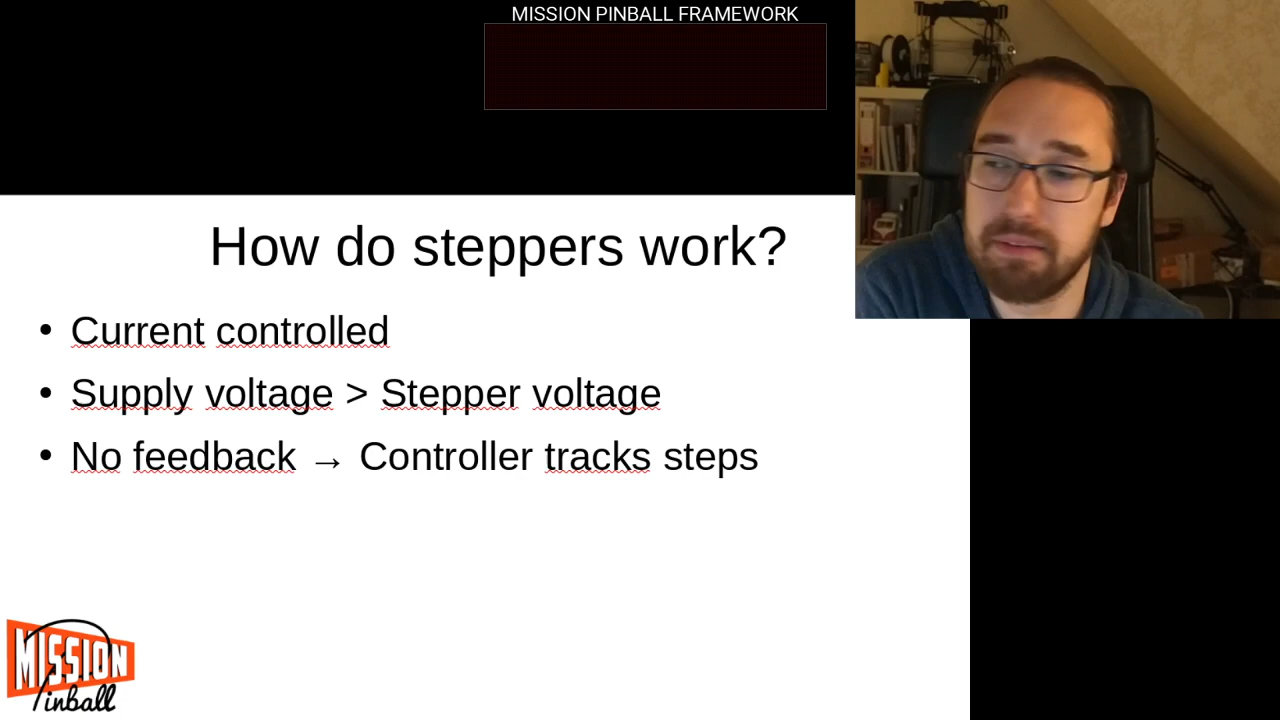 MISSION PINBALL FRAMEWORK
How do steppers work?
• Current controlled
• Supply voltage > Stepper voltage
• No feedback → Controller tracks steps
MISSION
Pinball